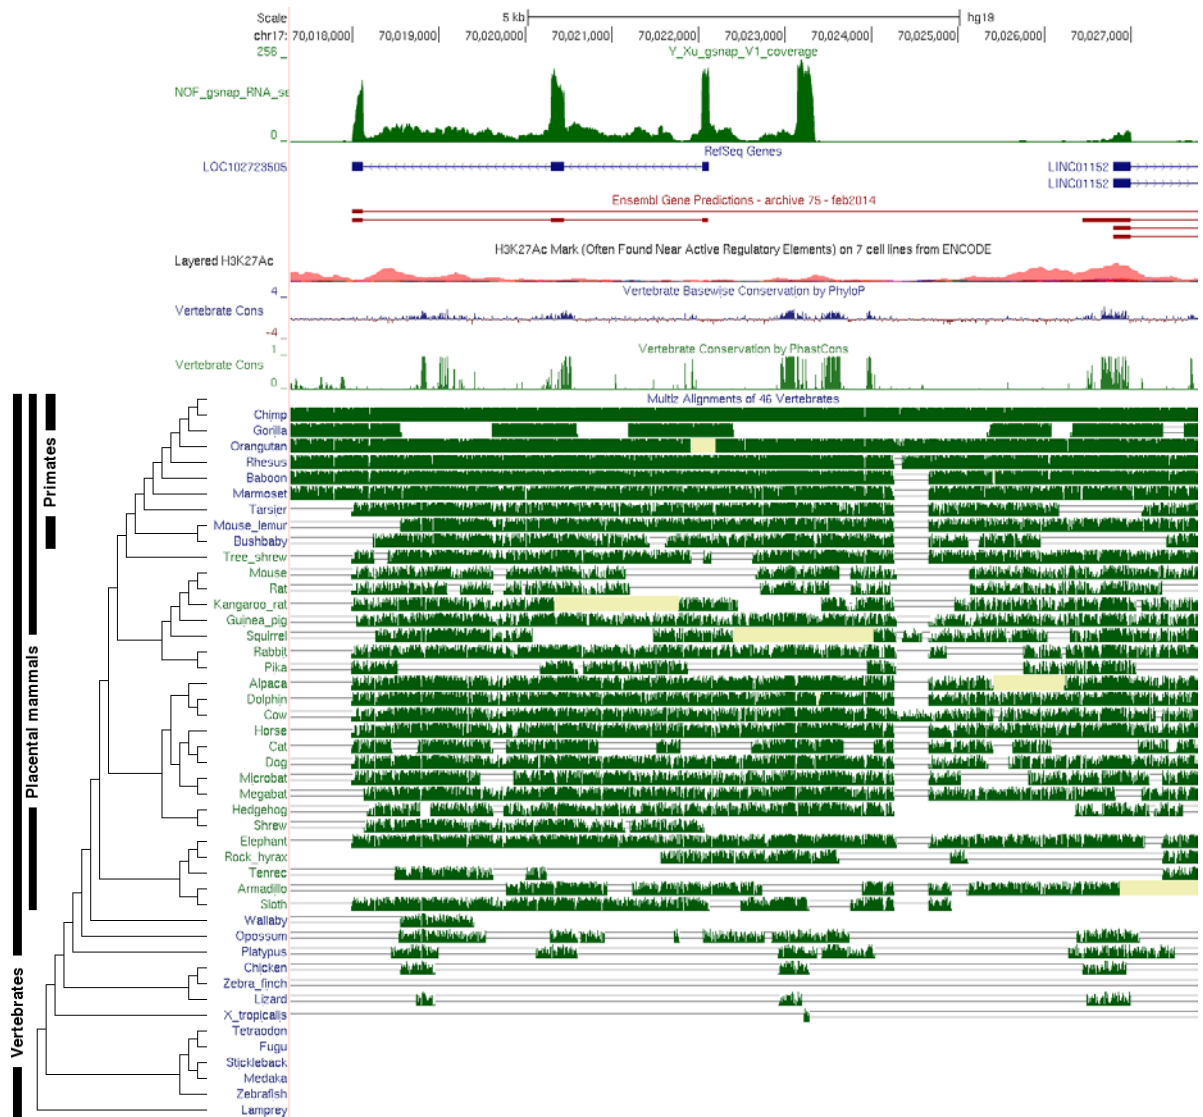 Scale 5 kb hg18
chr17: 70,018,000 70,019,000 70,020,000 70,021,000 70,022,000 70,023,000 70,024,000 70,025,000 70,026,000 70,027,000
256 _ Y_Xu_gsnap_V1_coverage
NOF_gsnap_RNA_se
0 _
RefSeq Genes
LOC102723505 LINC01152
LINC01152
Ensembl Gene Predictions - archive 75 - feb2014
H3K27Ac Mark (Often Found Near Active Regulatory Elements) on 7 cell lines from ENCODE
Layered H3K27Ac
4 _ Vertebrate Basewise Conservation by PhyloP
Vertebrate Cons
-4 _
1 _ Vertebrate Conservation by PhastCons
Vertebrate Cons
0 _
Multiz Alignments of 46 Vertebrates
Chimp
Gorilla
Orangutan
Rhesus
Baboon
Marmoset
Tarsier
Mouse_lemur
Bushbaby
Tree_shrew
Mouse
Rat
Kangaroo_rat
Guinea_pig
Squirrel
Rabbit
Pika
Alpaca
Dolphin
Cow
Horse
Cat
Dog
Microbat
Megabat
Hedgehog
Shrew
Elephant
Rock_hyrax
Tenrec
Armadillo
Sloth
Wallaby
Opossum
Platypus
Chicken
Zebra_finch
Lizard
X_tropicalis
Tetraodon
Fugu
Stickleback
Medaka
Zebrafish
Lamprey
Primates
Placental mammals
Vertebrates